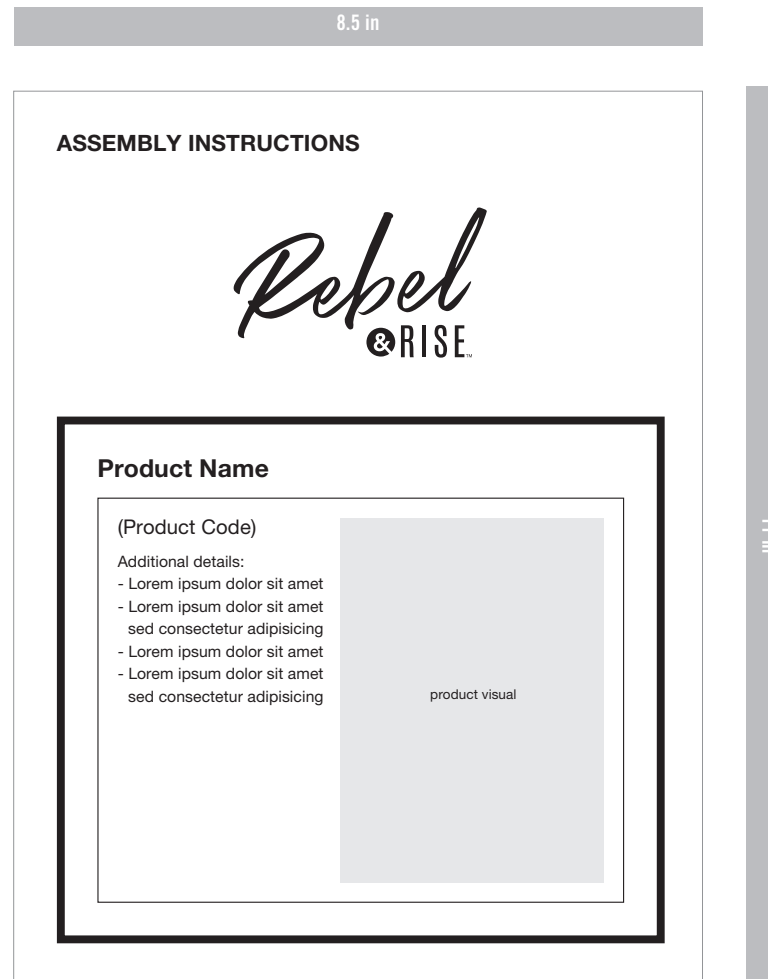 8.5 in
ASSEMBLY INSTRUCTIONS
Rebel
&RISE™
Product Name
(Product Code)
Additional details:
- Lorem ipsum dolor sit amet
- Lorem ipsum dolor sit amet
sed consectetur adipisicing
- Lorem ipsum dolor sit amet
- Lorem ipsum dolor sit amet
sed consectetur adipisicing
product visual